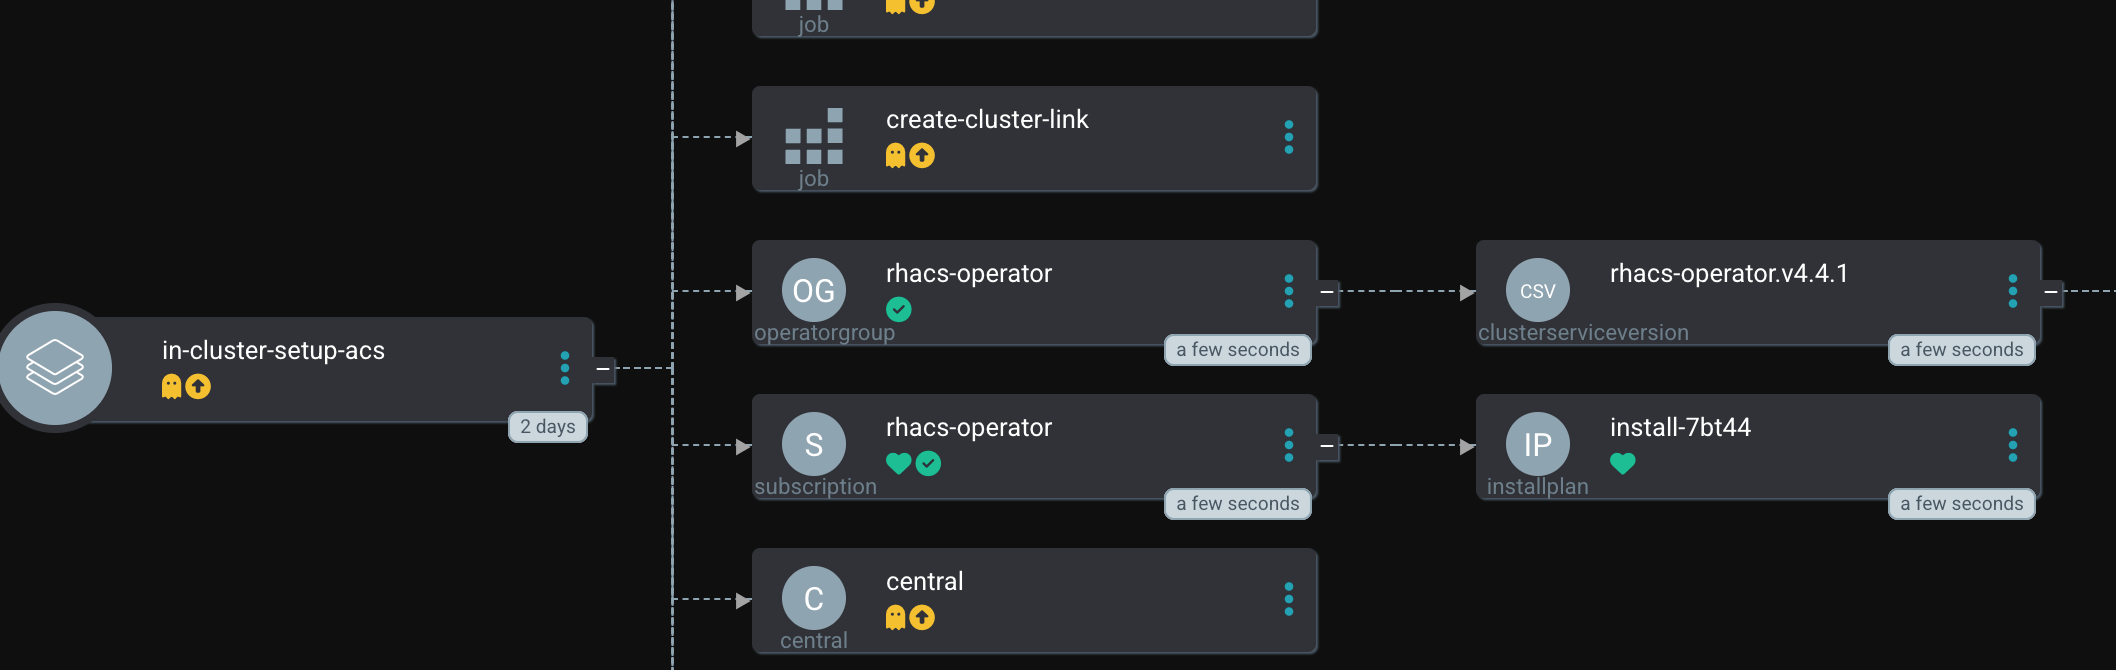 job
create-cluster-link
job
OG
rhacs-operator
operatorgroup
a few seconds
CSV
rhacs-operator.v4.4.1
clusterserviceversion
a few seconds
in-cluster-setup-acs
2 days
S
rhacs-operator
subscription
a few seconds
IP
install-7bt44
installplan
a few seconds
C
central
central